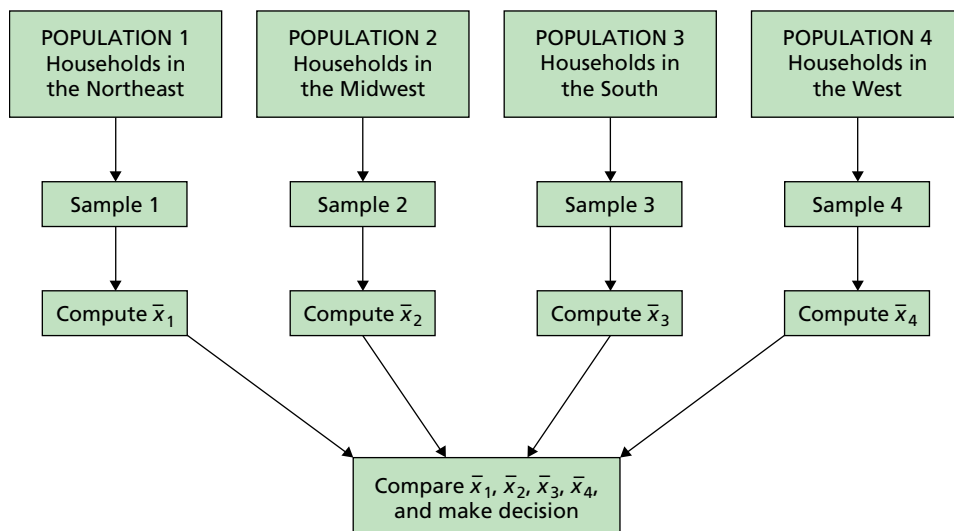 POPULATION 1
Households in
the Northeast
POPULATION 2
Households in
the Midwest
POPULATION 3
Households in
the South
POPULATION 4
Households in
the West
Sample 1
Sample 2
Sample 3
Sample 4
Compute x̄₁
Compute x̄₂
Compute x̄₃
Compute x̄₄
Compare x̄₁, x̄₂, x̄₃, x̄₄,
and make decision